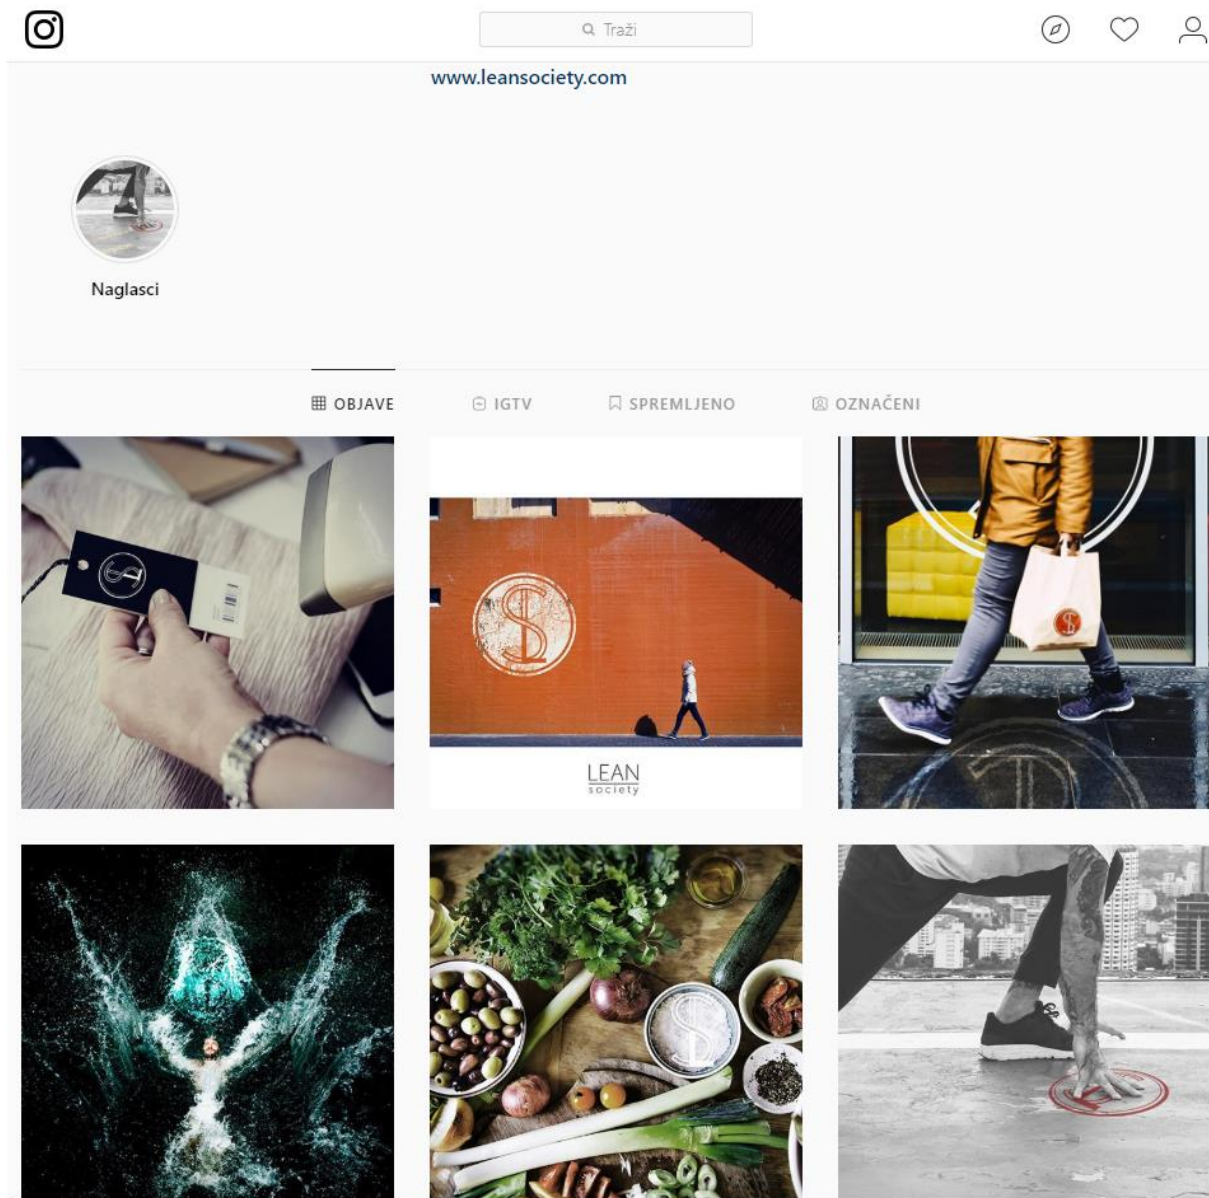 Traži
www.leansociety.com
Naglasci
OBJAVE
IGTV
SPREMLJENO
OZNAČENI
LEAN
society